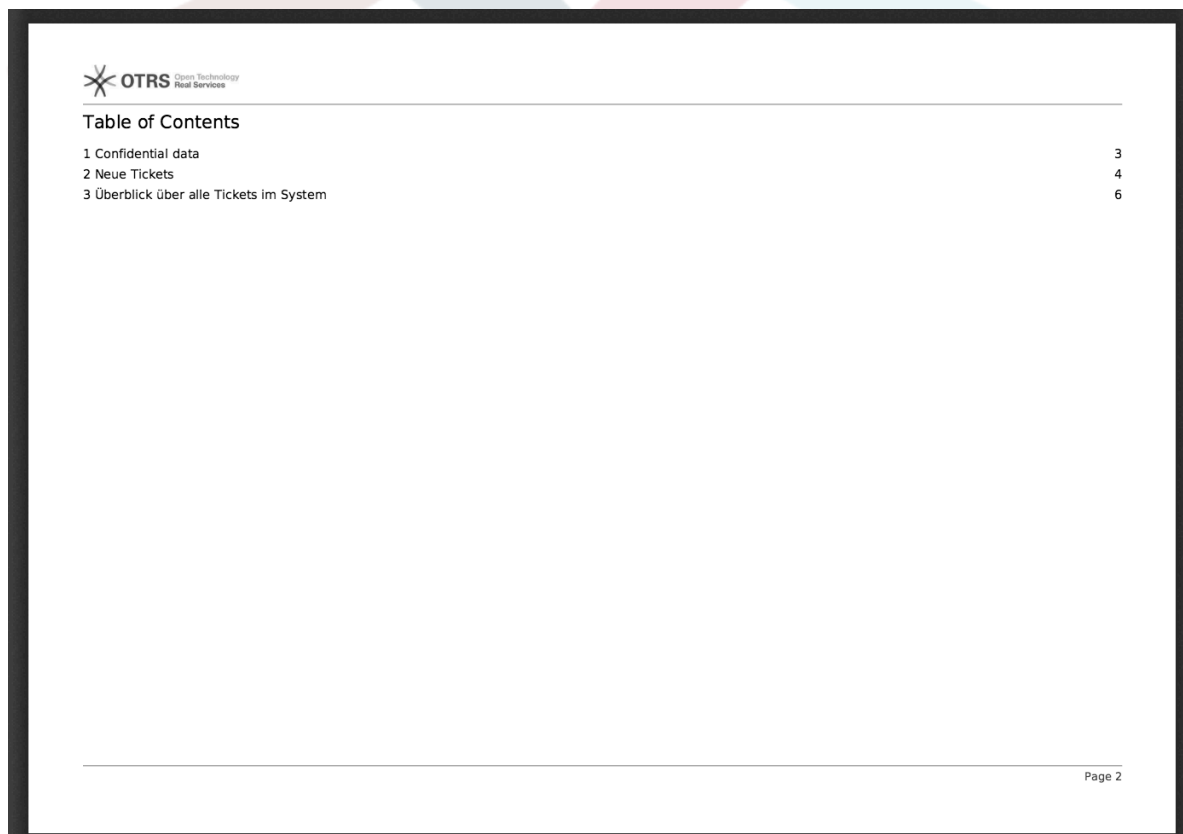 OTRS Open Technology
Real Services
Table of Contents
1 Confidential data 3
2 Neue Tickets 4
3 Überblick über alle Tickets im System 6
Page 2